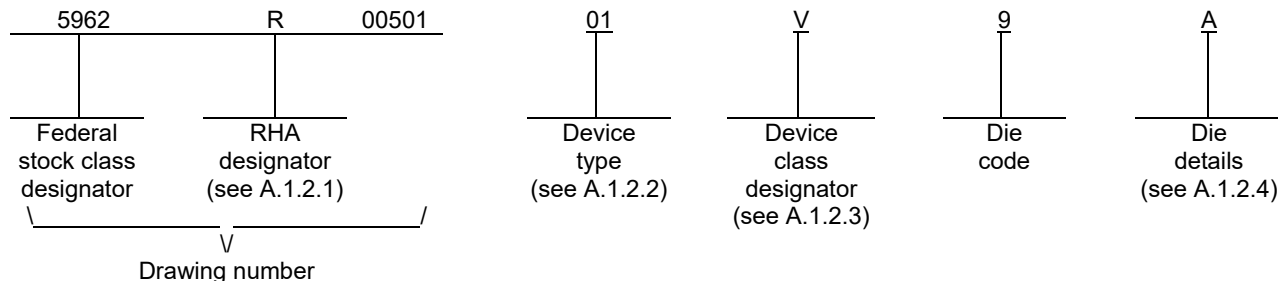 5962 R 00501 01 V 9 A
Federal stock class designator
RHA designator (see A.1.2.1)
Device type (see A.1.2.2)
Device class designator (see A.1.2.3)
Die code
Die details (see A.1.2.4)
Drawing number